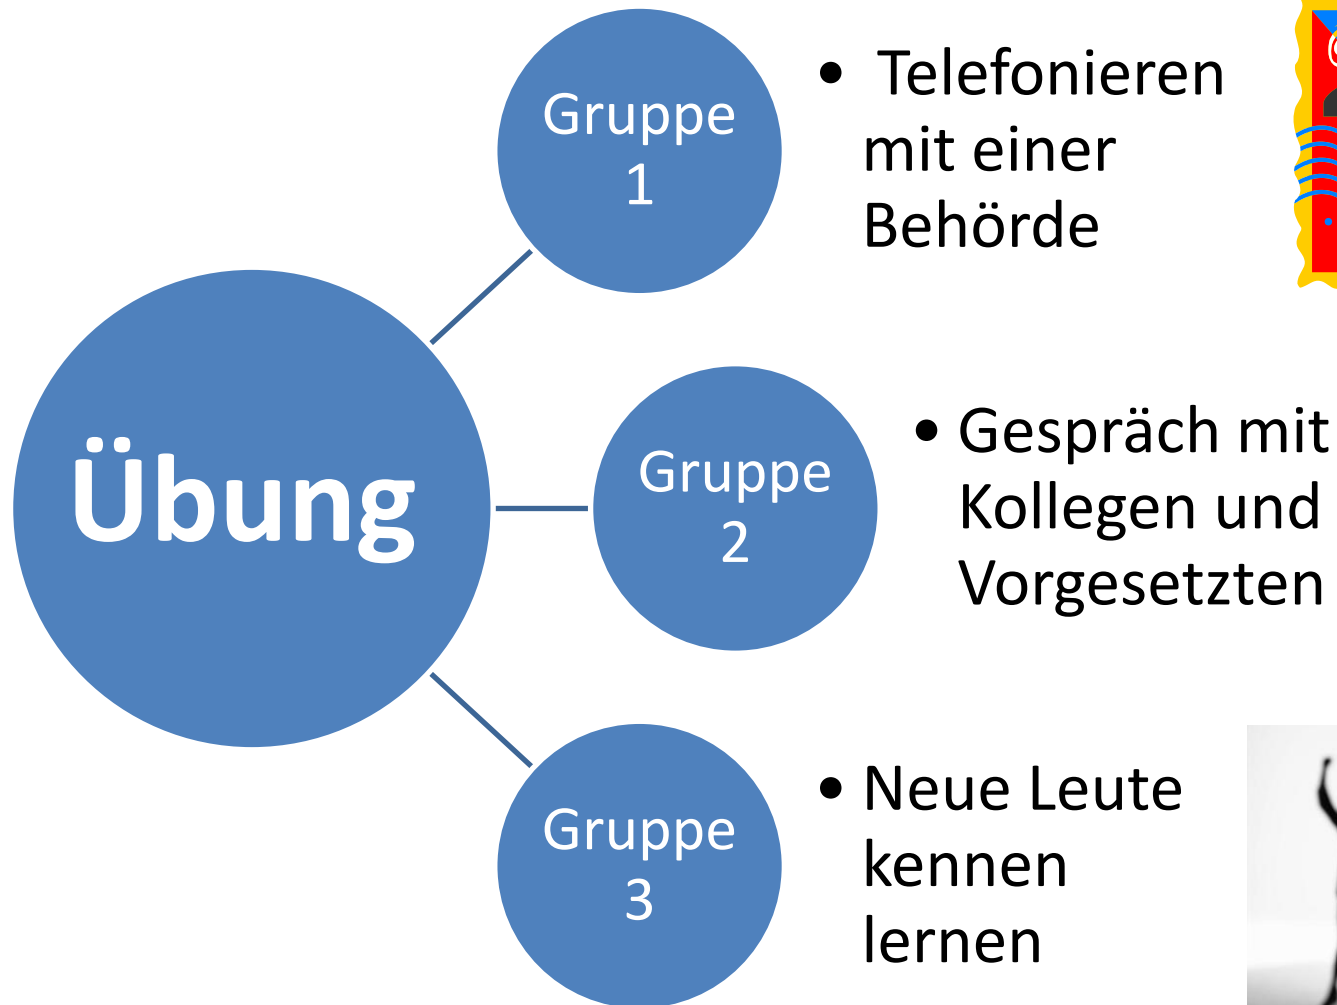 Übung
Gruppe
1
• Telefonieren
mit einer
Behörde
Gruppe
2
• Gespräch mit
Kollegen und
Vorgesetzten
Gruppe
3
• Neue Leute
kennen
lernen